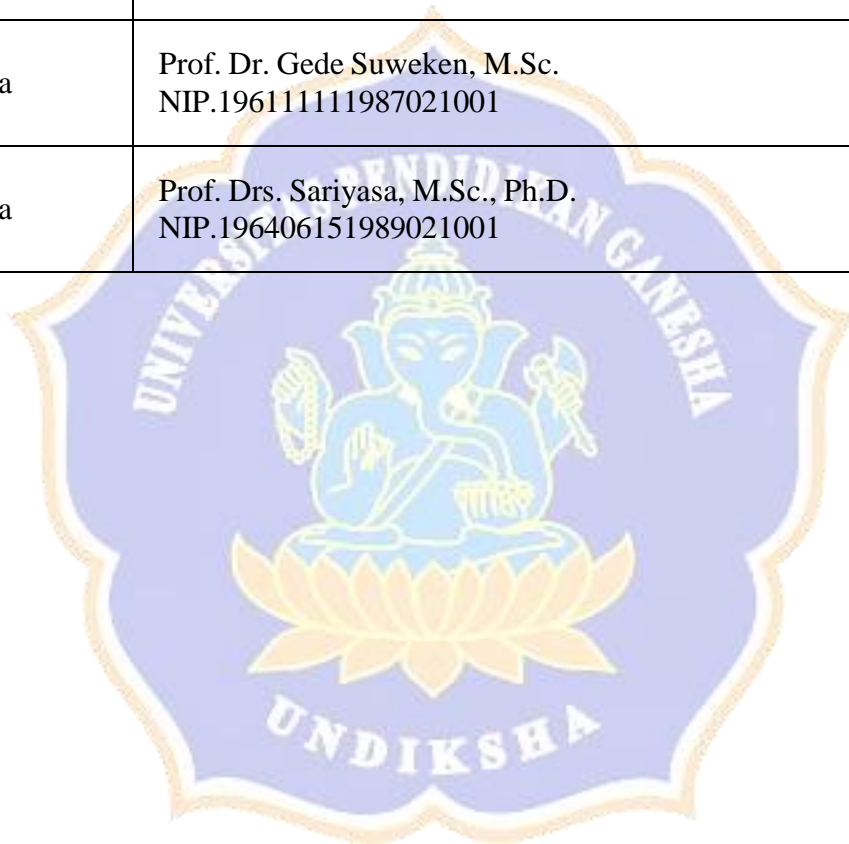 a
Prof. Dr. Gede Suweken, M.Sc.
NIP.196111111987021001
a
Prof. Drs. Sariyasa, M.Sc., Ph.D.
NIP.196406151989021001
UNIVERSITAS PENDIDIKAN GANESHA
UNDIKSHA